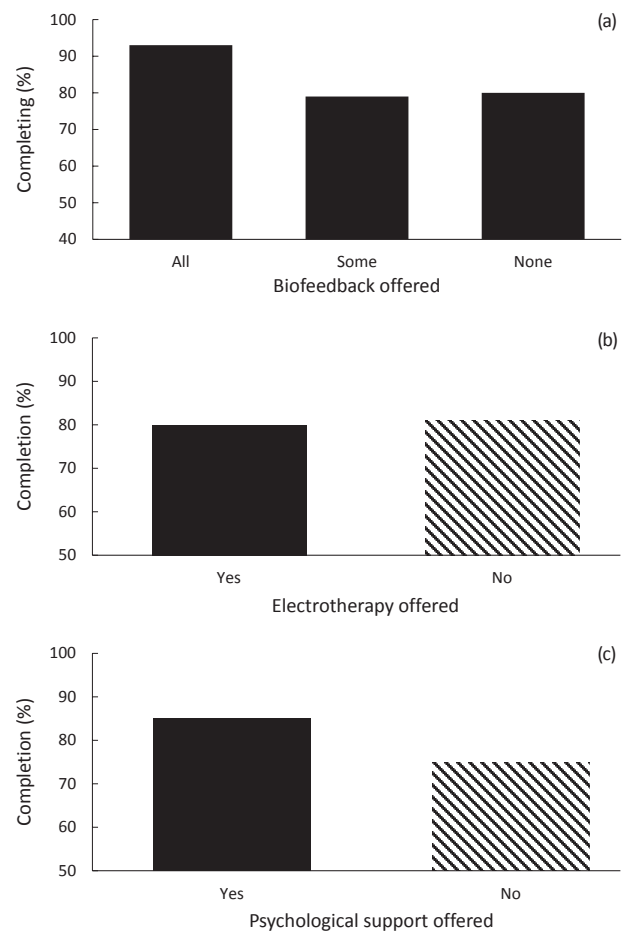 (a)
Completing (%)
100
90
80
70
60
50
40
All Some None
Biofeedback offered
(b)
Completion (%)
100
90
80
70
60
50
Yes No
Electrotherapy offered
(c)
Completion (%)
100
90
80
70
60
50
Yes No
Psychological support offered